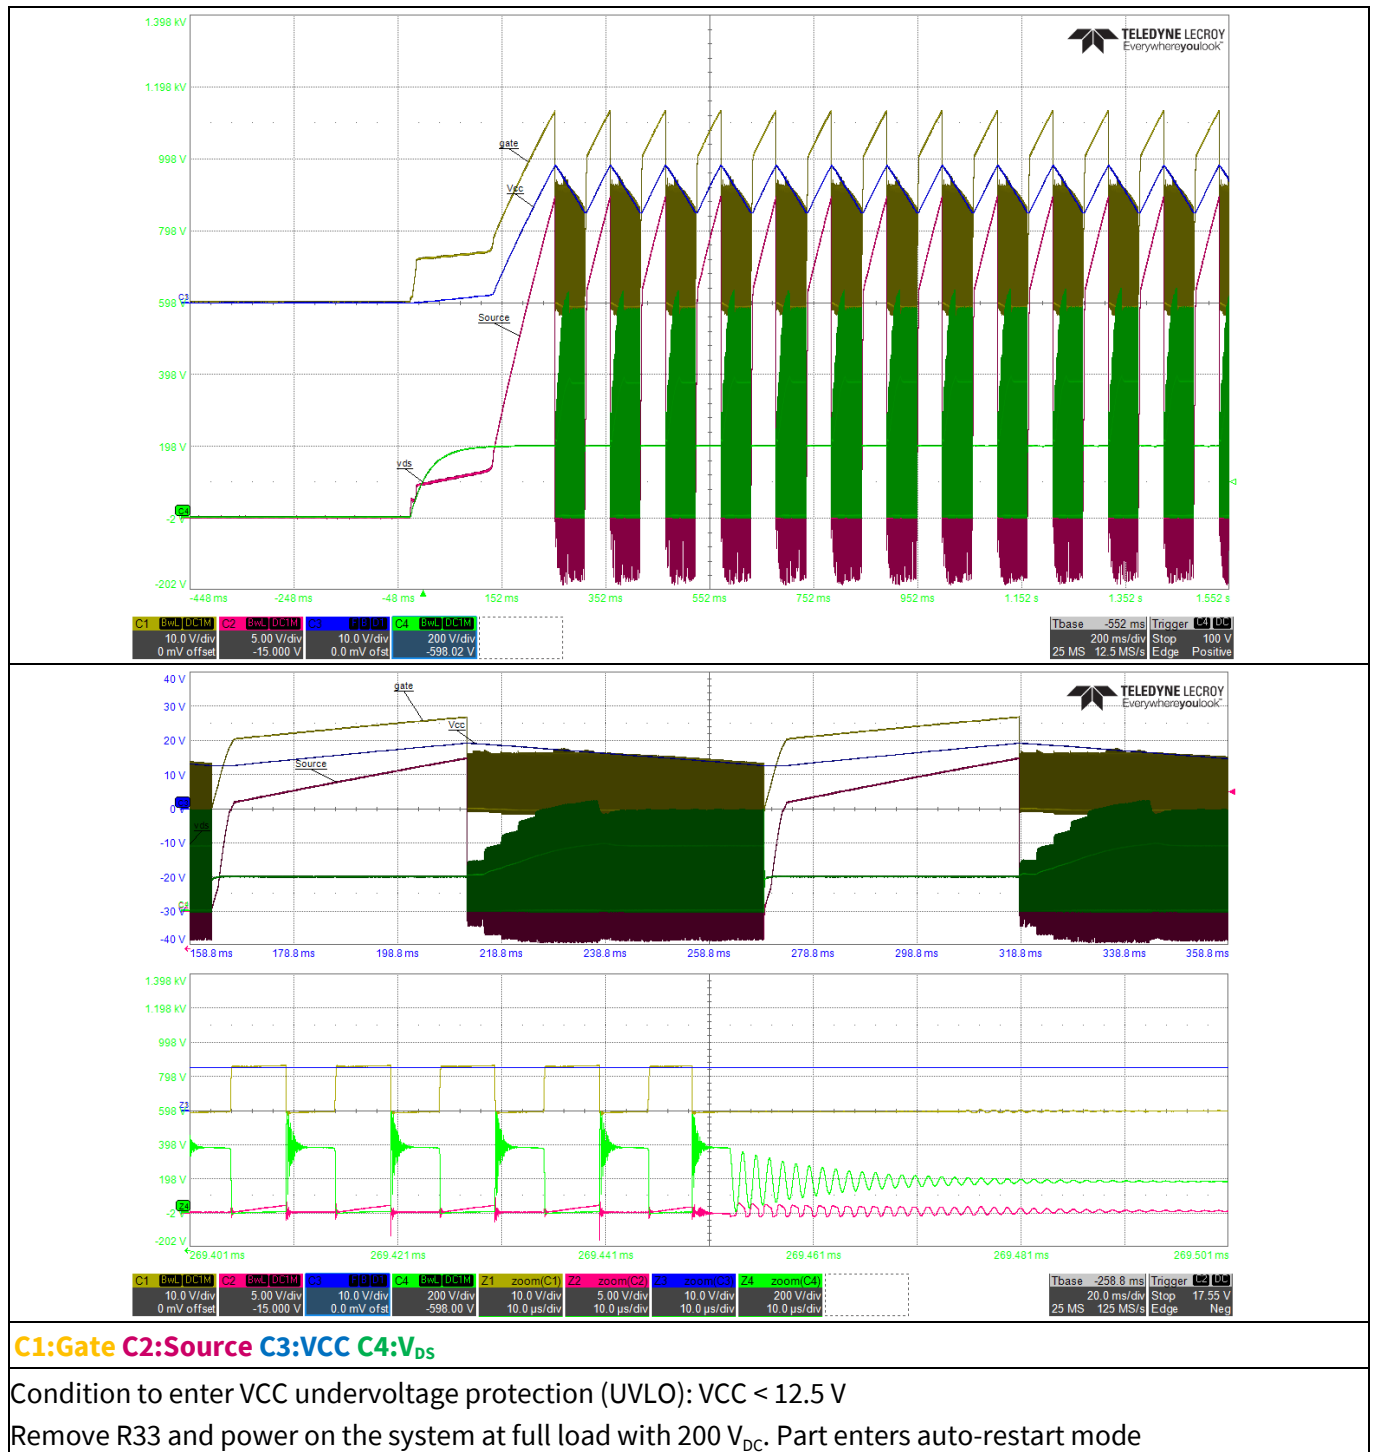 1.398 kV
TELEDYNE LECROY
Everywhereyoulook™
1.198 kV
gate
998 V
Vcc
798 V
598 V
C3
Source
398 V
198 V
vds
C4
-2 V
-202 V
-448 ms -248 ms -48 ms 152 ms 352 ms 552 ms 752 ms 952 ms 1.152 s 1.352 s 1.552 s
C1 BwL DC1M C2 BwL DC1M C3 C4 BwL DC1M Tbase -552 ms Trigger C4 DC
10.0 V/div 5.00 V/div 10.0 V/div 200 V/div 200 ms/div Stop 100 V
0 mV offset -15.000 V 0.0 mV ofst -598.02 V 25 MS 12.5 MS/s Edge Positive
40 V
gate
TELEDYNE LECROY
Everywhereyoulook™
30 V
Vcc
20 V
Source
10 V
C3
0 V
vds
-10 V
-20 V
-30 V
-40 V
158.8 ms 178.8 ms 198.8 ms 218.8 ms 238.8 ms 258.8 ms 278.8 ms 298.8 ms 318.8 ms 338.8 ms 358.8 ms
1.398 kV
1.198 kV
998 V
798 V
Z3
598 V
398 V
198 V
Z4
-2 V
-202 V
269.401 ms 269.421 ms 269.441 ms 269.461 ms 269.481 ms 269.501 ms
C1 BwL DC1M C2 BwL DC1M C3 C4 BwL DC1M Z1 zoom(C1) Z2 zoom(C2) Z3 zoom(C3) Z4 zoom(C4) Tbase -258.8 ms Trigger C2 DC
10.0 V/div 5.00 V/div 10.0 V/div 200 V/div 10.0 V/div 5.00 V/div 10.0 V/div 200 V/div 20.0 ms/div Stop 17.55 V
0 mV offset -15.000 V 0.0 mV ofst -598.00 V 10.0 µs/div 10.0 µs/div 10.0 µs/div 10.0 µs/div 25 MS 125 MS/s Edge Neg
C1:Gate C2:Source C3:VCC C4:VDS
Condition to enter VCC undervoltage protection (UVLO): VCC < 12.5 V
Remove R33 and power on the system at full load with 200 VDC. Part enters auto-restart mode